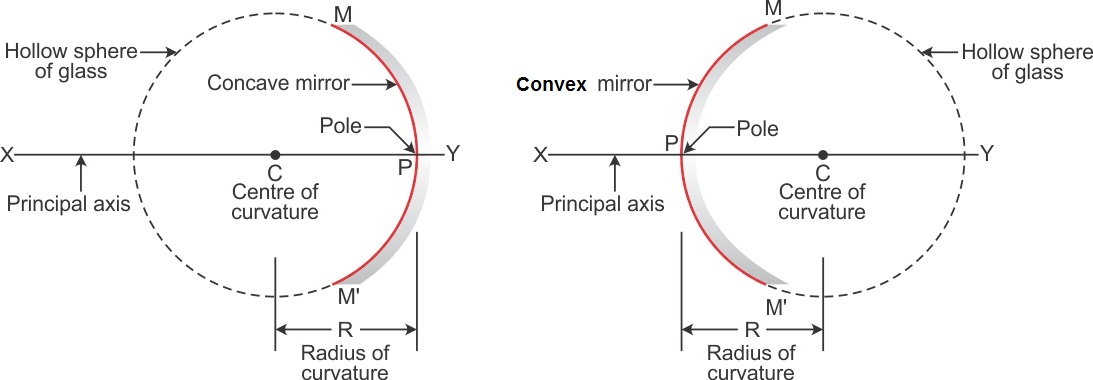 M
Hollow sphere
of glass
Concave mirror
Pole
X
Y
P
C
Principal axis
Centre of
curvature
M'
R
Radius of
curvature
M
Hollow sphere
of glass
Convex mirror
Pole
P
X
Y
C
Principal axis
Centre of
curvature
M'
R
Radius of
curvature